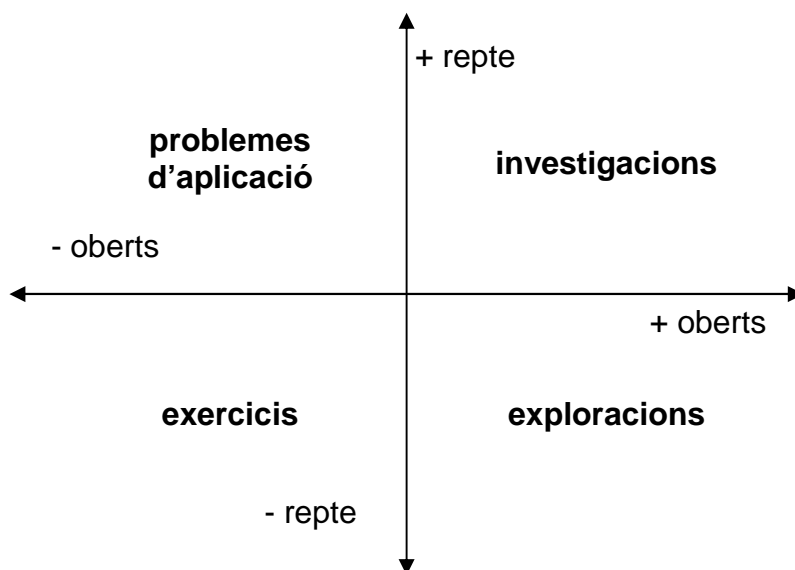 + repte
problemes
d’aplicació
investigacions
- oberts
+ oberts
exercicis
exploracions
- repte